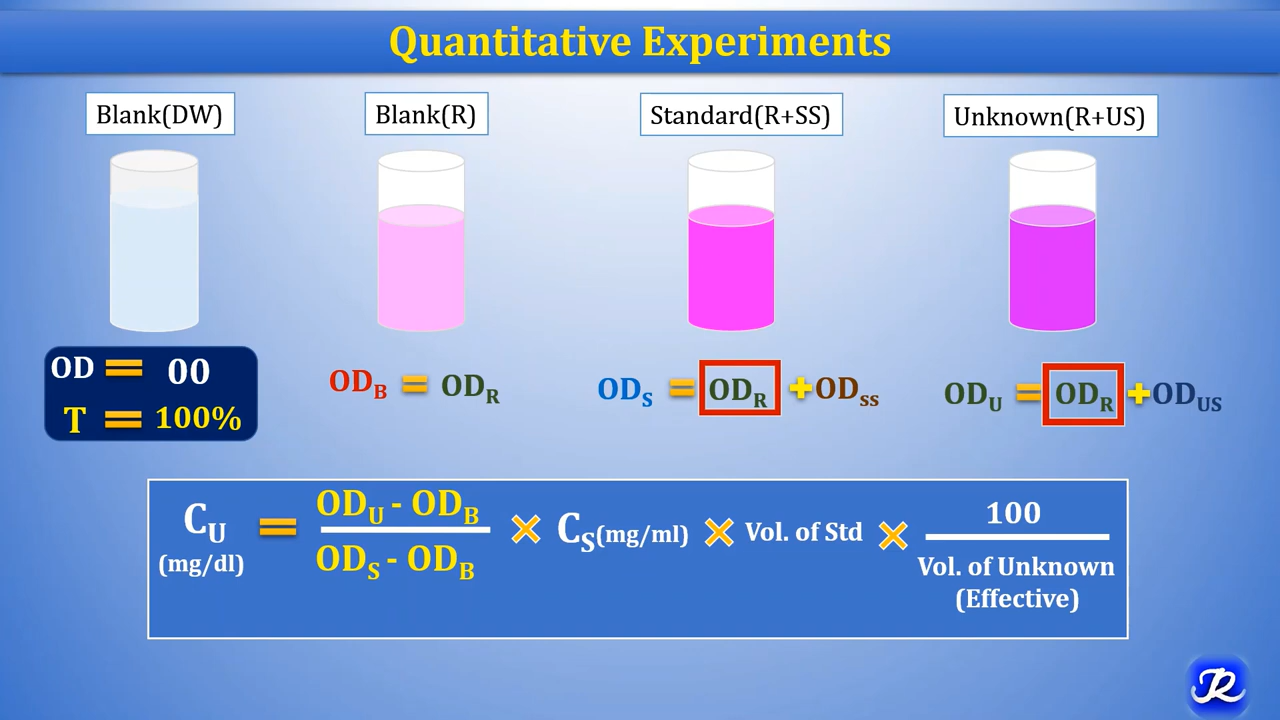 Quantitative Experiments
Blank(DW)
Blank(R)
Standard(R+SS)
Unknown(R+US)
OD = 00
T = 100%
OD_B = OD_R
OD_S = OD_R + OD_ss
OD_U = OD_R + OD_US
C_U (mg/dl) = (OD_U - OD_B) / (OD_S - OD_B) × C_S(mg/ml) × Vol. of Std × 100 / Vol. of Unknown (Effective)
JR